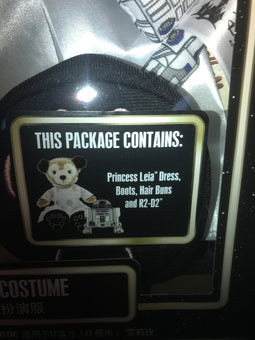 THIS PACKAGE CONTAINS:
Princess Leia™ Dress,
Boots, Hair Buns
and R2-D2™
COSTUME
扮演服